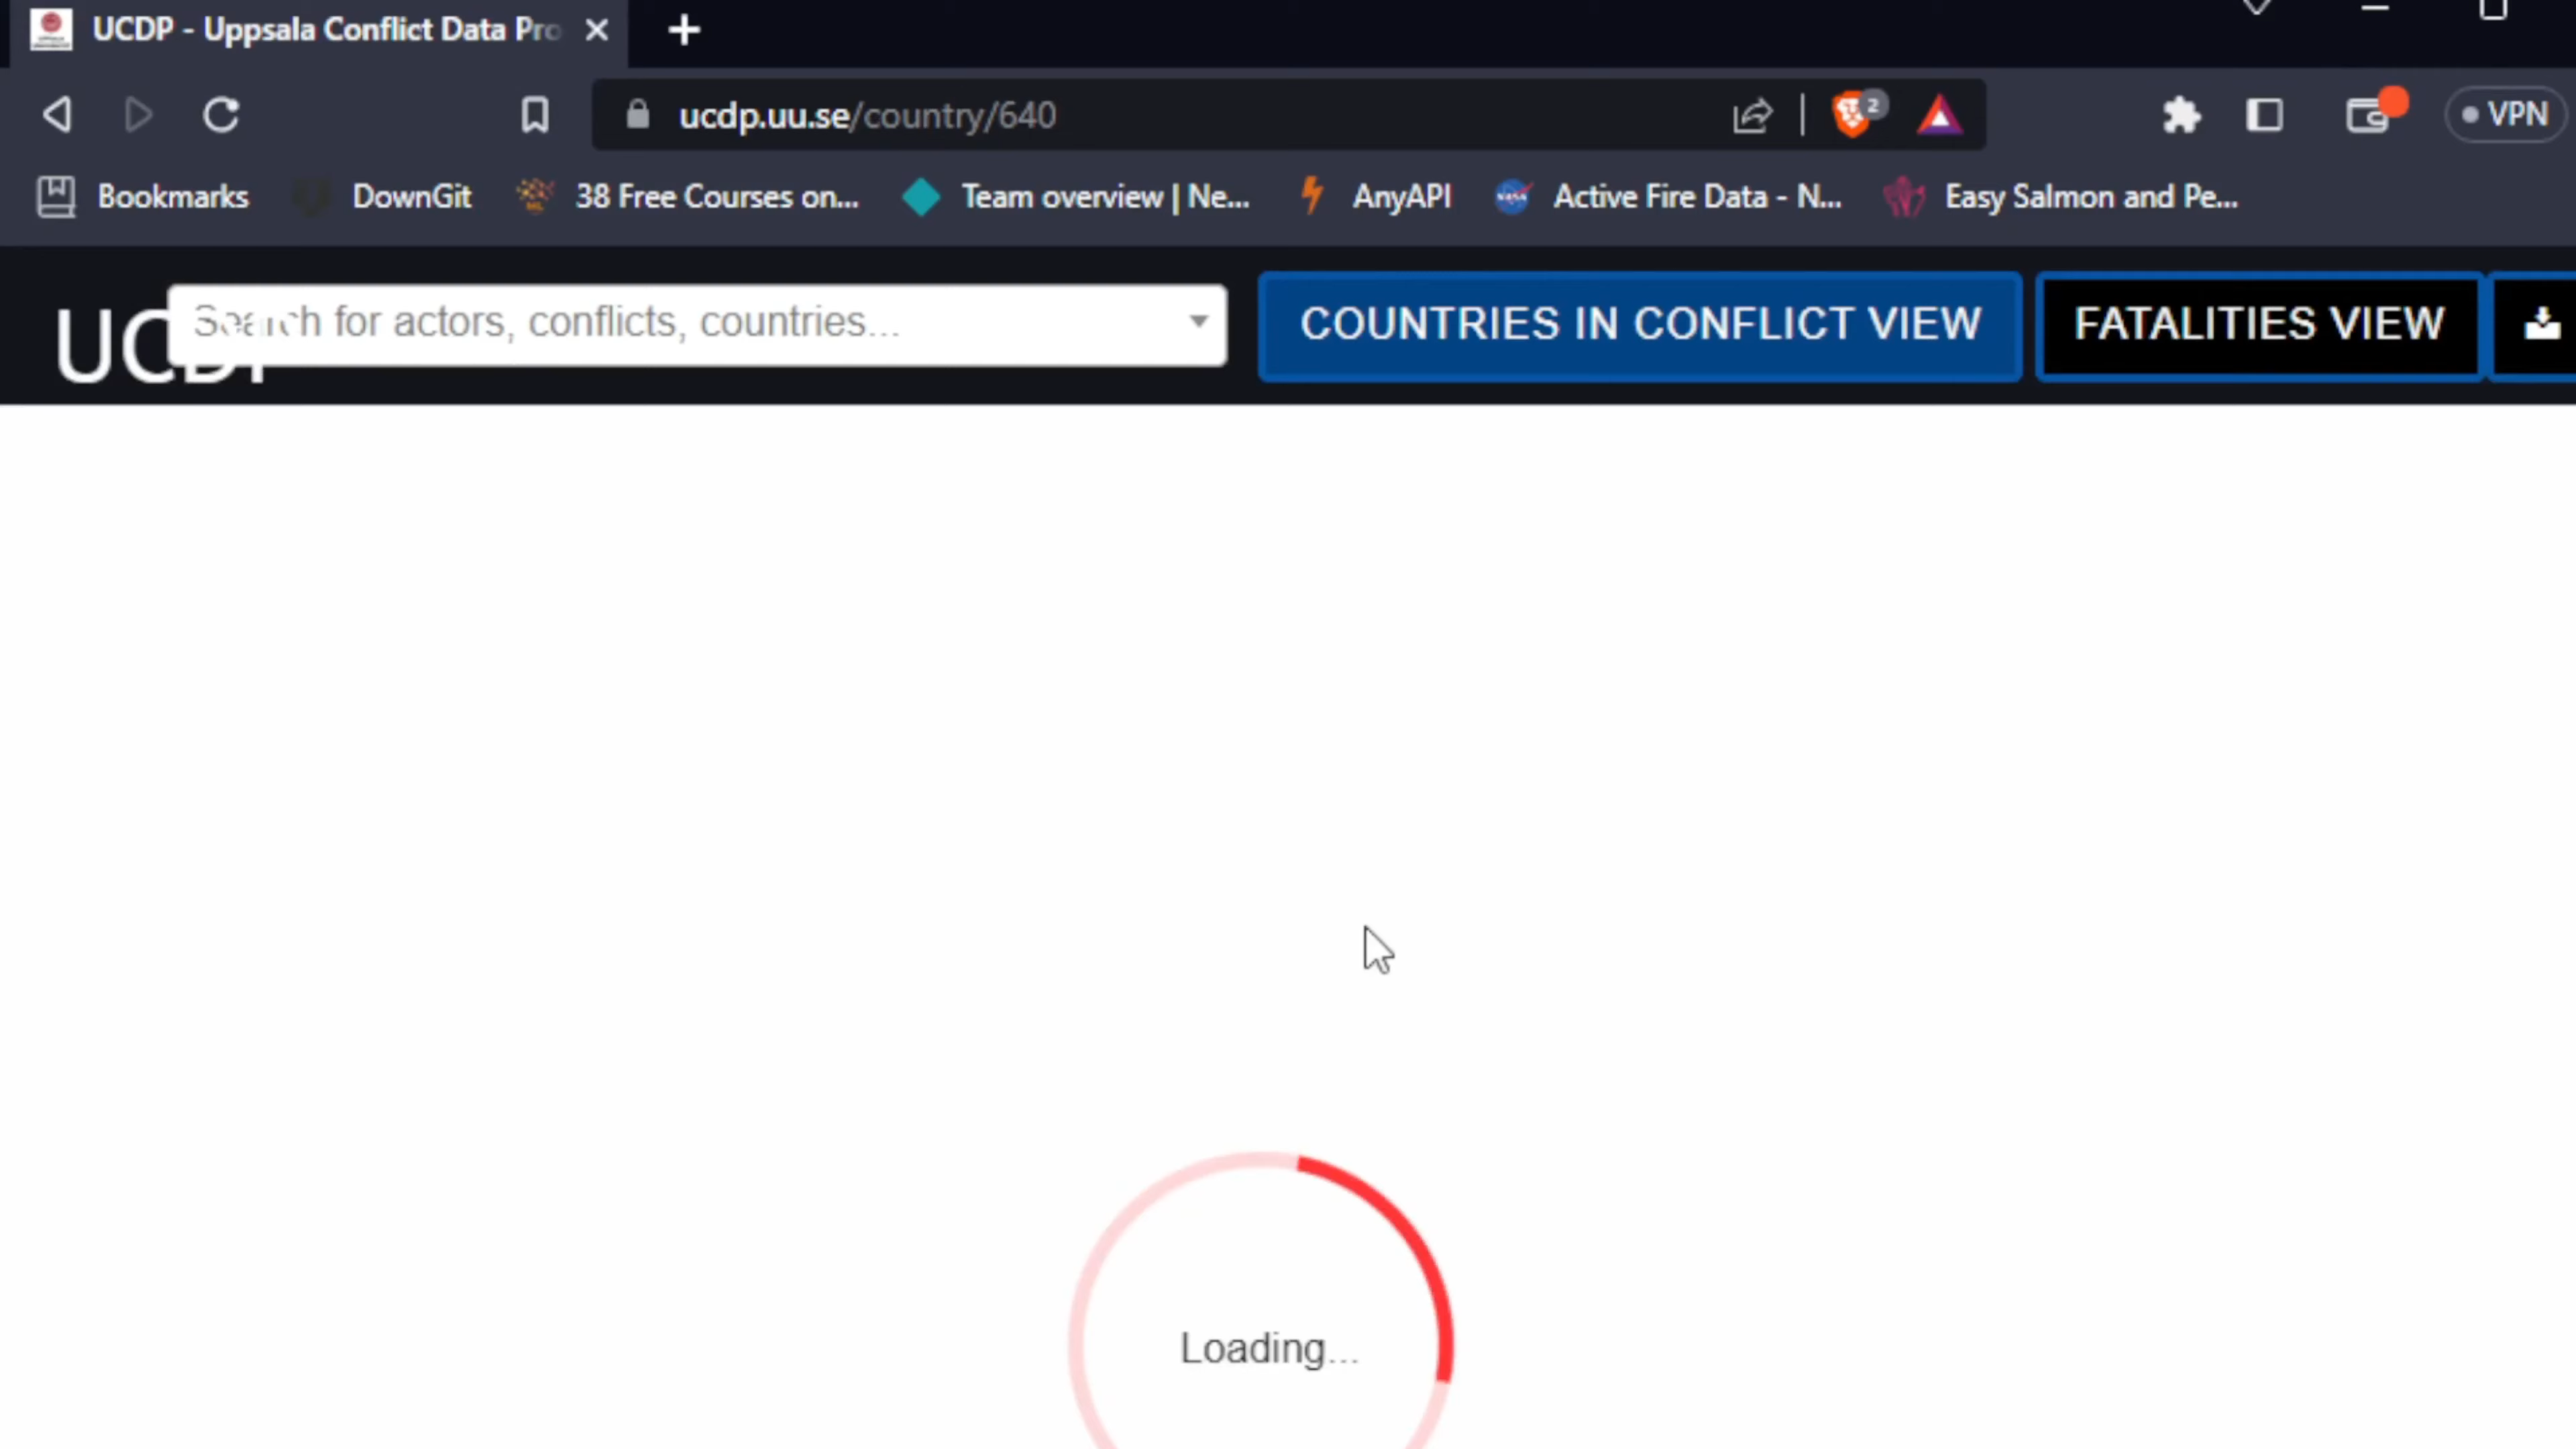 UCDP - Uppsala Conflict Data Pro
ucdp.uu.se/country/640
2
VPN
Bookmarks
DownGit
38 Free Courses on...
Team overview | Ne...
AnyAPI
Active Fire Data - N...
Easy Salmon and Pe...
UCDP
Search for actors, conflicts, countries...
COUNTRIES IN CONFLICT VIEW
FATALITIES VIEW
Loading...